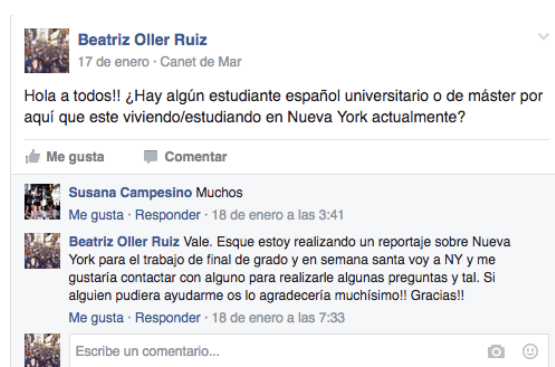 Beatriz Oller Ruiz
17 de enero · Canet de Mar
Hola a todos!! ¿Hay algún estudiante español universitario o de máster por
aquí que este viviendo/estudiando en Nueva York actualmente?
Me gusta Comentar
Susana Campesino Muchos
Me gusta · Responder · 18 de enero a las 3:41
Beatriz Oller Ruiz Vale. Esque estoy realizando un reportaje sobre Nueva
York para el trabajo de final de grado y en semana santa voy a NY y me
gustaría contactar con alguno para realizarle algunas preguntas y tal. Si
alguien pudiera ayudarme os lo agradecería muchísimo!! Gracias!!
Me gusta · Responder · 18 de enero a las 7:33
Escribe un comentario...